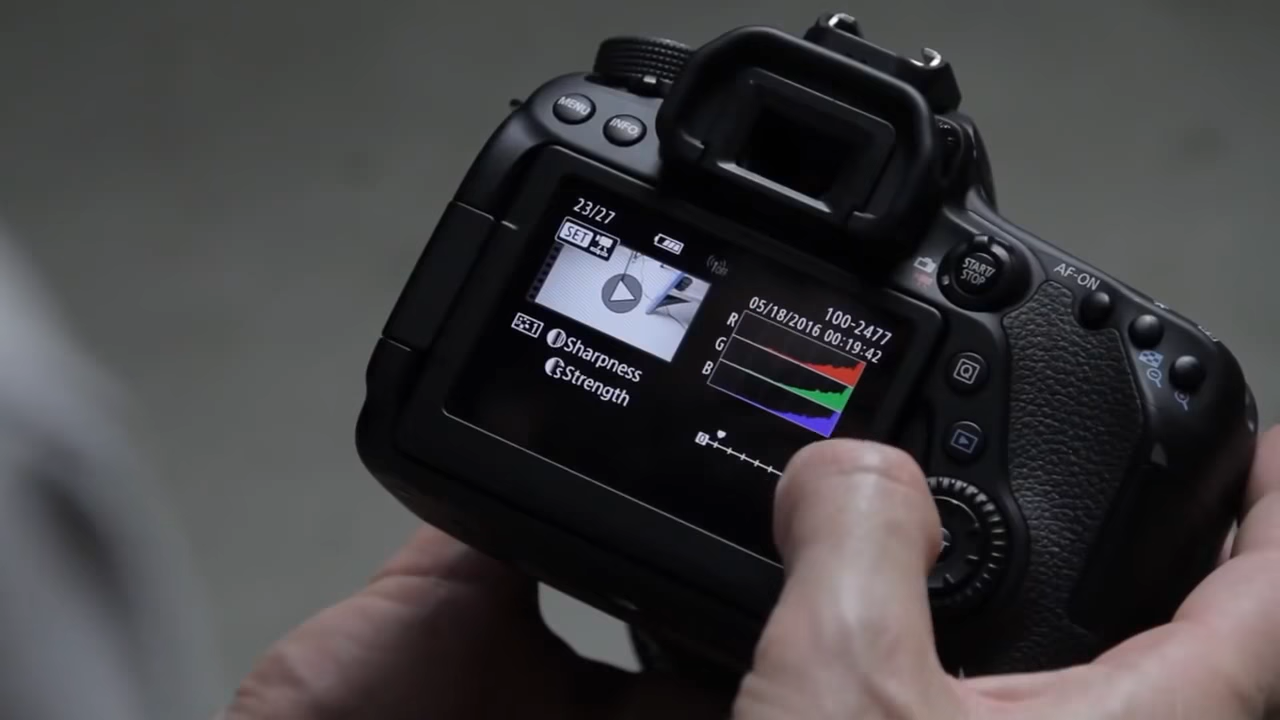 MENU
INFO
23/27
SET
START/
STOP
AF-ON
100-2477
05/18/2016 00:19:42
R
G
B
Sharpness
S Strength
Q
0